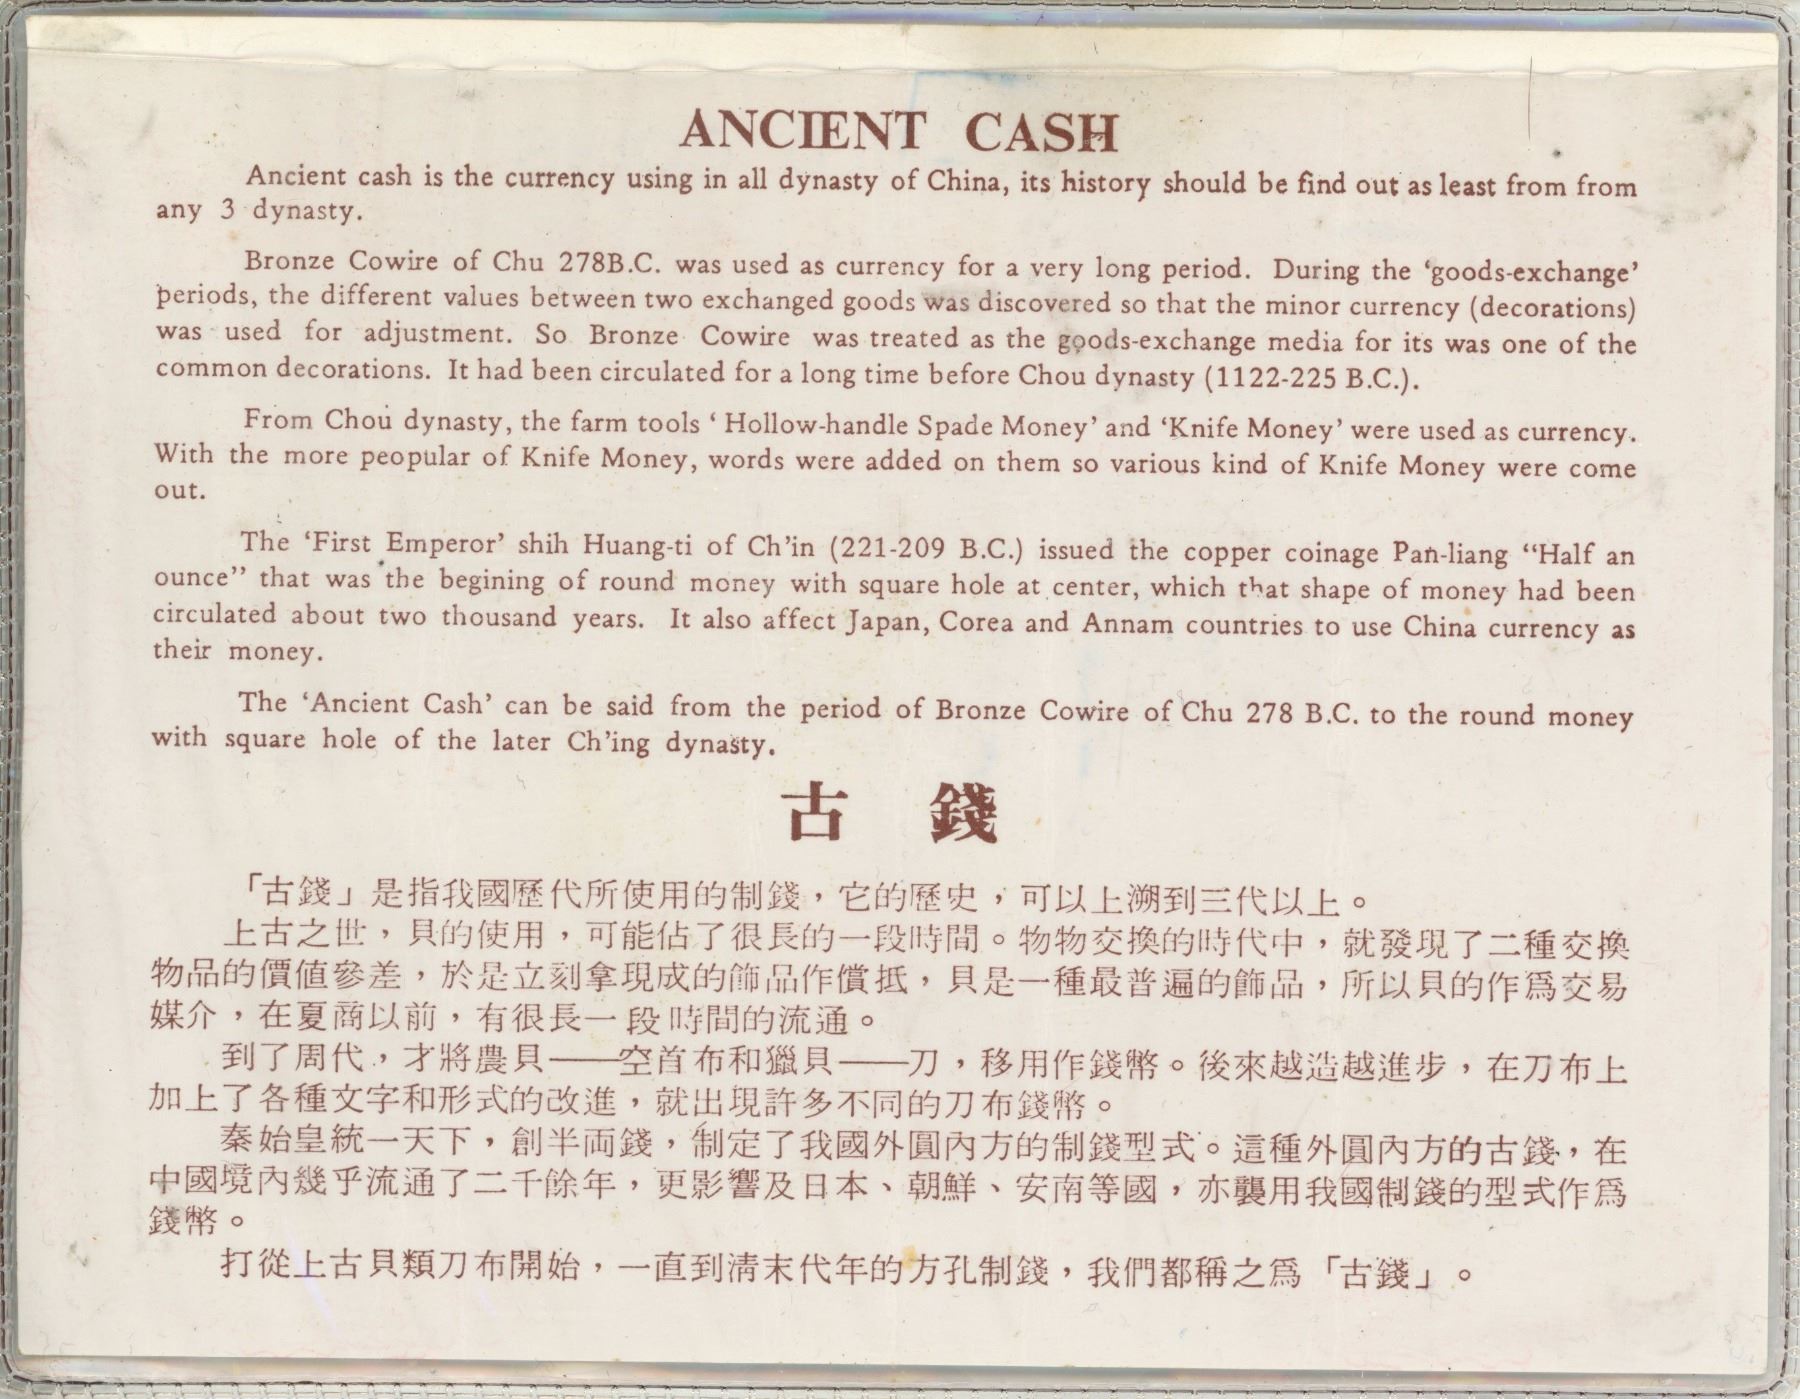 ANCIENT CASH
Ancient cash is the currency using in all dynasty of China, its history should be find out as least from from
any 3 dynasty.
Bronze Cowire of Chu 278B.C. was used as currency for a very long period. During the ‘goods-exchange’
periods, the different values between two exchanged goods was discovered so that the minor currency (decorations)
was used for adjustment. So Bronze Cowire was treated as the goods-exchange media for its was one of the
common decorations. It had been circulated for a long time before Chou dynasty (1122-225 B.C.).
From Chou dynasty, the farm tools ‘ Hollow-handle Spade Money’ and ‘Knife Money’ were used as currency.
With the more peopular of Knife Money, words were added on them so various kind of Knife Money were come
out.
The ‘First Emperor’ shih Huang-ti of Ch’in (221-209 B.C.) issued the copper coinage Pan-liang “Half an
ounce” that was the begining of round money with square hole at center, which that shape of money had been
circulated about two thousand years. It also affect Japan, Corea and Annam countries to use China currency as
their money.
The ‘Ancient Cash’ can be said from the period of Bronze Cowire of Chu 278 B.C. to the round money
with square hole of the later Ch’ing dynasty.
古 錢
「古錢」是指我國歷代所使用的制錢，它的歷史，可以上溯到三代以上。
上古之世，貝的使用，可能佔了很長的一段時間。物物交換的時代中，就發現了二種交換
物品的價値參差，於是立刻拿現成的飾品作償抵，貝是一種最普遍的飾品，所以貝的作爲交易
媒介，在夏商以前，有很長一段時間的流通。
到了周代，才將農具——空首布和獵具——刀，移用作錢幣。後來越造越進步，在刀布上
加上了各種文字和形式的改進，就出現許多不同的刀布錢幣。
秦始皇統一天下，創半両錢，制定了我國外圓內方的制錢型式。這種外圓內方的古錢，在
中國境內幾乎流通了二千餘年，更影響及日本、朝鮮、安南等國，亦襲用我國制錢的型式作爲
錢幣。
打從上古貝類刀布開始，一直到淸末代年的方孔制錢，我們都稱之爲「古錢」。